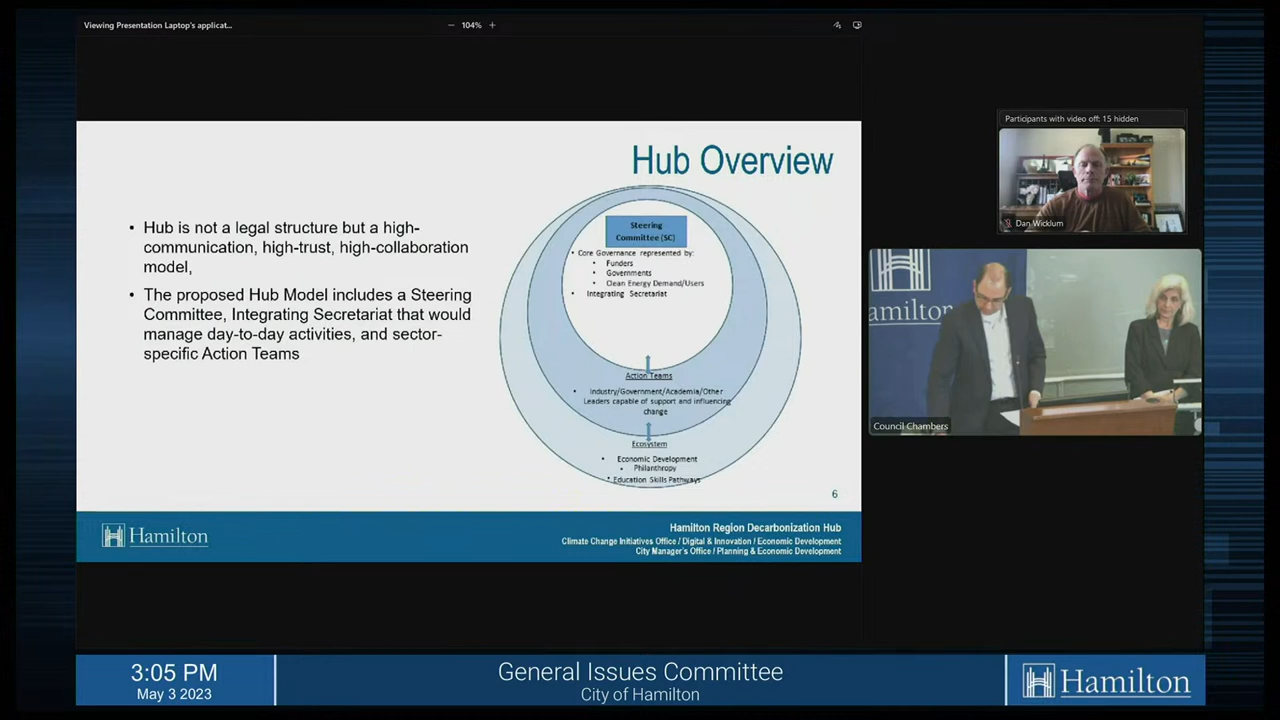 Viewing Presentation Laptop's applicat...
104%
Participants with video off: 15 hidden
Dan Wicklum
Hub Overview
• Hub is not a legal structure but a high-
communication, high-trust, high-collaboration
model,
• The proposed Hub Model includes a Steering
Committee, Integrating Secretariat that would
manage day-to-day activities, and sector-
specific Action Teams
Steering
Committee (SC)
• Core Governance represented by:
• Funders
• Governments
• Clean Energy Demand/Users
• Integrating Secretariat
Action Teams
• Industry/Government/Academia/Other
Leaders capable of support and influencing
change
Ecosystem
• Economic Development
• Philanthropy
• Education Skills Pathways
6
Hamilton
Hamilton Region Decarbonization Hub
Climate Change Initiatives Office / Digital & Innovation / Economic Development
City Manager's Office / Planning & Economic Development
amilton
Council Chambers
3:05 PM
May 3 2023
General Issues Committee
City of Hamilton
Hamilton